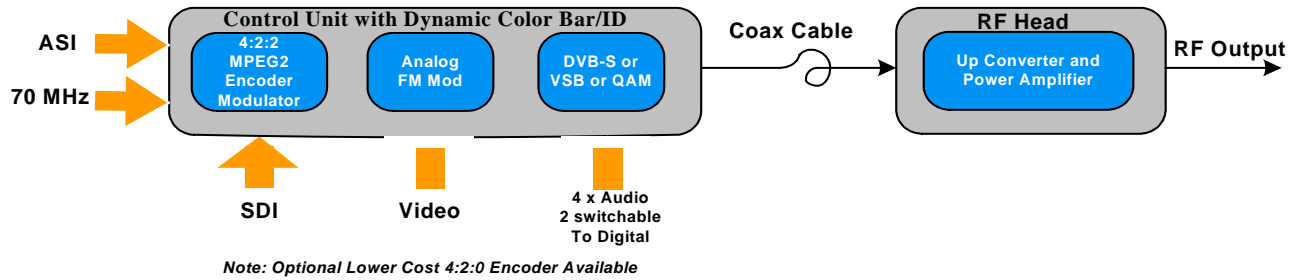 Control Unit with Dynamic Color Bar/ID
ASI
70 MHz
4:2:2
MPEG2
Encoder
Modulator
Analog
FM Mod
DVB-S or
VSB or QAM
Coax Cable
RF Head
Up Converter and
Power Amplifier
RF Output
SDI
Video
4 x Audio
2 switchable
To Digital
Note: Optional Lower Cost 4:2:0 Encoder Available